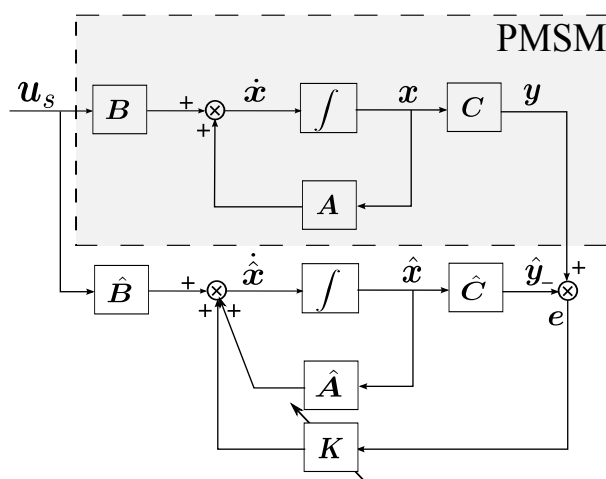 PMSM
u_s B + + ẋ ∫ x C y
A
B̂ + + + x̂̇ ∫ x̂ Ĉ ŷ - +
e
Â
K